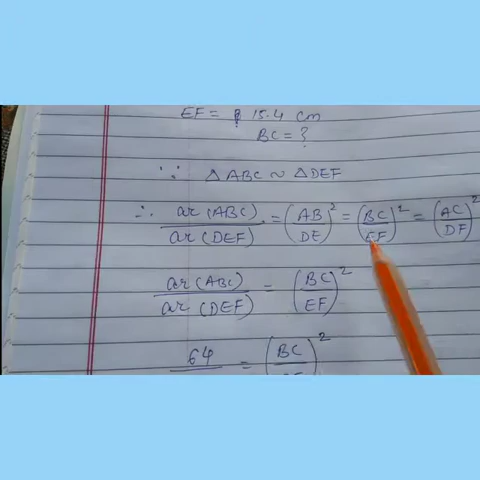 EF = 15.4 cm
BC = ?
∵ △ABC ~ △DEF
∴ ar (ABC) / ar (DEF) = (AB/DE)² = (BC/EF)² = (AC/DF)²
ar (ABC) / ar (DEF) = (BC/EF)²
64 = (BC